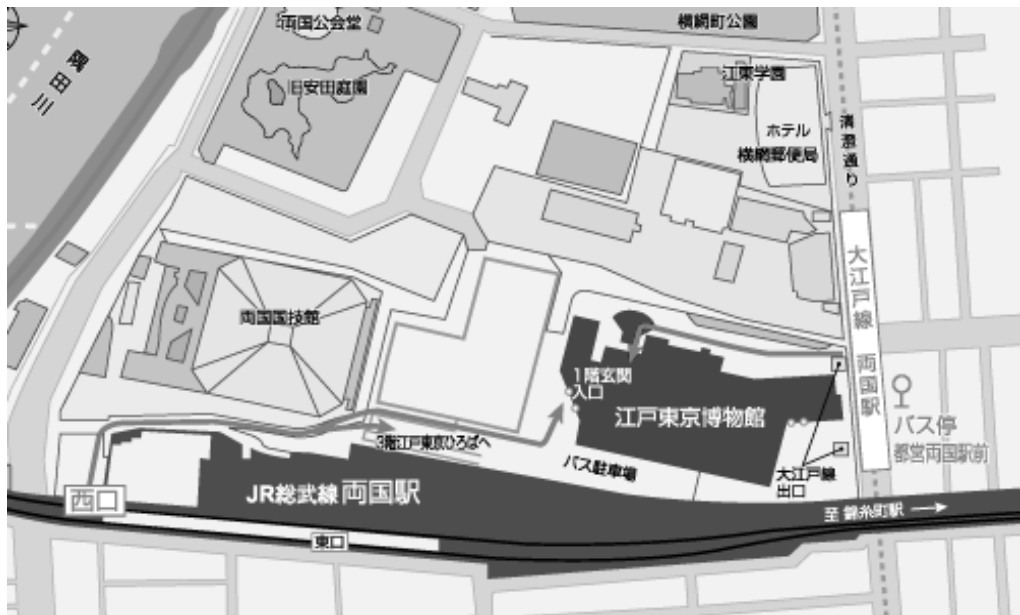 両国公会堂
横網町公園
隅田川
旧安田庭園
江東学園
ホテル
横網郵便局
清澄通り
両国国技館
大江戸線 両国駅
1階玄関
入口
江戸東京博物館
バス停
都営両国駅前
3階江戸東京ひろばへ
バス駐車場
大江戸線
出口
JR総武線両国駅
西口
東口
至 錦糸町駅